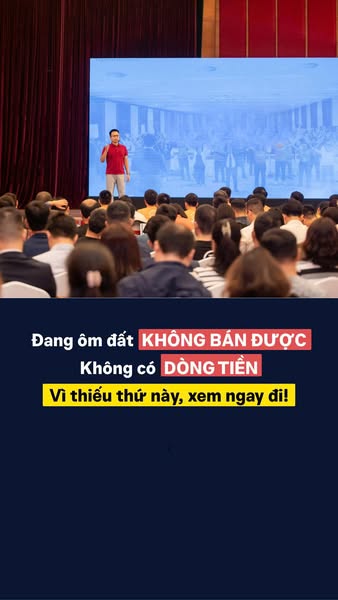 Đang ôm đất KHÔNG BÁN ĐƯỢC
Không có DÒNG TIỀN
Vì thiếu thứ này, xem ngay đi!